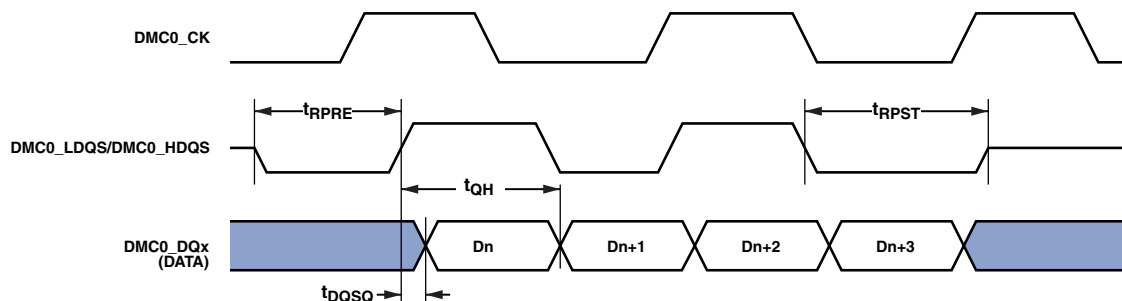 DMC0_CK
tRPRE
tRPST
DMC0_LDQS/DMC0_HDQS
tQH
DMC0_DQx
(DATA)
Dn
Dn+1
Dn+2
Dn+3
tDQSQ